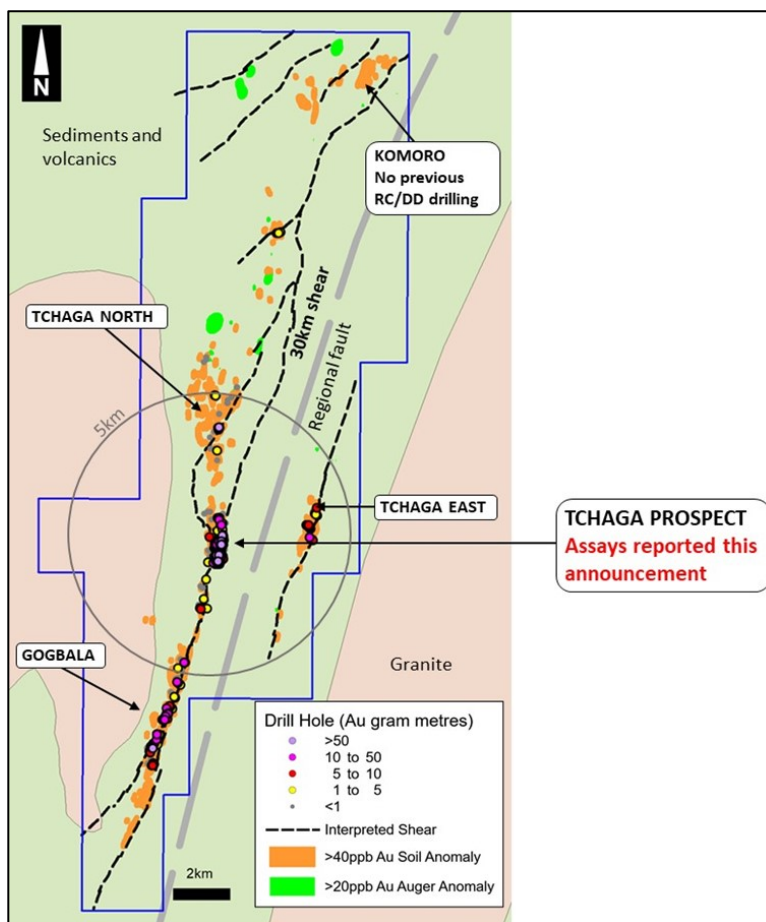 N
Sediments and
volcanics
KOMORO
No previous
RC/DD drilling
TCHAGA NORTH
30km shear
Regional fault
5km
TCHAGA EAST
TCHAGA PROSPECT
Assays reported this
announcement
GOGBALA
Granite
Drill Hole (Au gram metres)
>50
10 to 50
5 to 10
1 to 5
<1
Interpreted Shear
>40ppb Au Soil Anomaly
>20ppb Au Auger Anomaly
2km